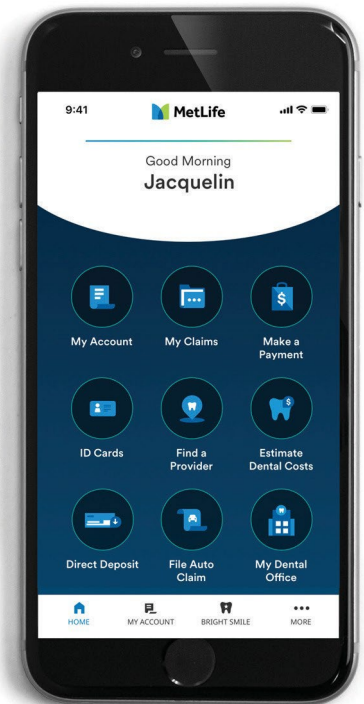 9:41
MetLife
Good Morning
Jacquelin
My Account
My Claims
Make a
Payment
ID Cards
Find a
Provider
Estimate
Dental Costs
Direct Deposit
File Auto
Claim
My Dental
Office
HOME
MY ACCOUNT
BRIGHT SMILE
MORE